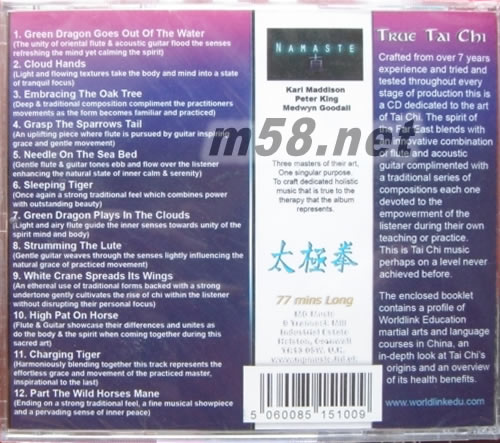 1. Green Dragon Goes Out Of The Water
(The unity of oriental flute & acoustic guitar flood the senses
refreshing the mind yet calming the spirit)
2. Cloud Hands
(Light and flowing textures take the body and mind into a state
of tranquil focus)
3. Embracing The Oak Tree
(Deep & traditional composition compliment the practitioners
movements as the form becomes familiar and practiced)
4. Grasp The Sparrows Tail
(An uplifting piece where flute is pursued by guitar inspiring
grace and gentle movement)
5. Needle On The Sea Bed
(Gentle flute & guitar tones ebb and flow over the listener
enhancing the natural state of inner calm & serenity)
6. Sleeping Tiger
(Once again a strong traditional feel which combines power
with outstanding beauty)
7. Green Dragon Plays In The Clouds
(Light and airy flute guide the inner senses towards unity of the
spirit mind and body)
8. Strumming The Lute
(Gentle guitar weaves through the senses lightly influencing the
natural grace of practiced movement)
9. White Crane Spreads Its Wings
(An ethereal use of traditional forms backed with a strong
undertone gently cultivates the rise of chi within the listener
without disrupting their personal focus)
10. High Pat On Horse
(Flute & Guitar showcase their differences and unites as
do the body & the spirit when coming together during this
sacred art)
11. Charging Tiger
(Harmoniously blending together this track represents the
effortless grace and movement of the practiced master,
inspirational to the last)
12. Part The Wild Horses Mane
(Ending on a strong traditional feel, a fine musical showpiece
and a pervading sense of inner peace)
NAMASTE
Karl Maddison
Peter King
Medwyn Goodall
m58.net
Three masters of their art,
One singular purpose.
To craft dedicated holistic
music that is true to the
therapy that the album
represents.
太極拳
77 mins Long
MG Music
Industrial Estate
Helston, Cornwall
5 060085 151009
TRUE TAI CHI
Crafted from over 7 years
experience and tried and
tested throughout every
stage of production this is
a CD dedicated to the art
of Tai Chi. The spirit of
the Far East blends with
combination
of flute and acoustic
guitar complimented with
a traditional series of
compositions each one
devoted to the
empowerment of the
listener during their own
teaching or practice.
This is Tai Chi music
perhaps on a level never
achieved before.
The enclosed booklet
contains a profile of
Worldlink Education
martial arts and language
courses in China, an
in-depth look at Tai Chi's
origins and an overview
of its health benefits.
www.worldlinkedu.com